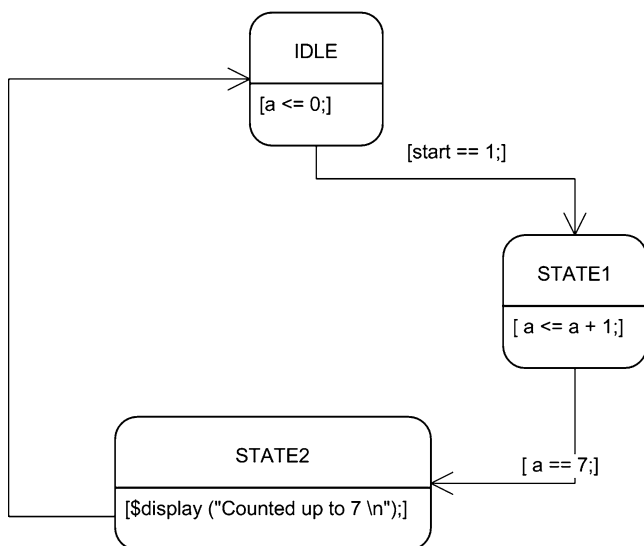 IDLE
[a <= 0;]
[start == 1;]
STATE1
[ a <= a + 1;]
[ a == 7;]
STATE2
[$display ("Counted up to 7 \n");]